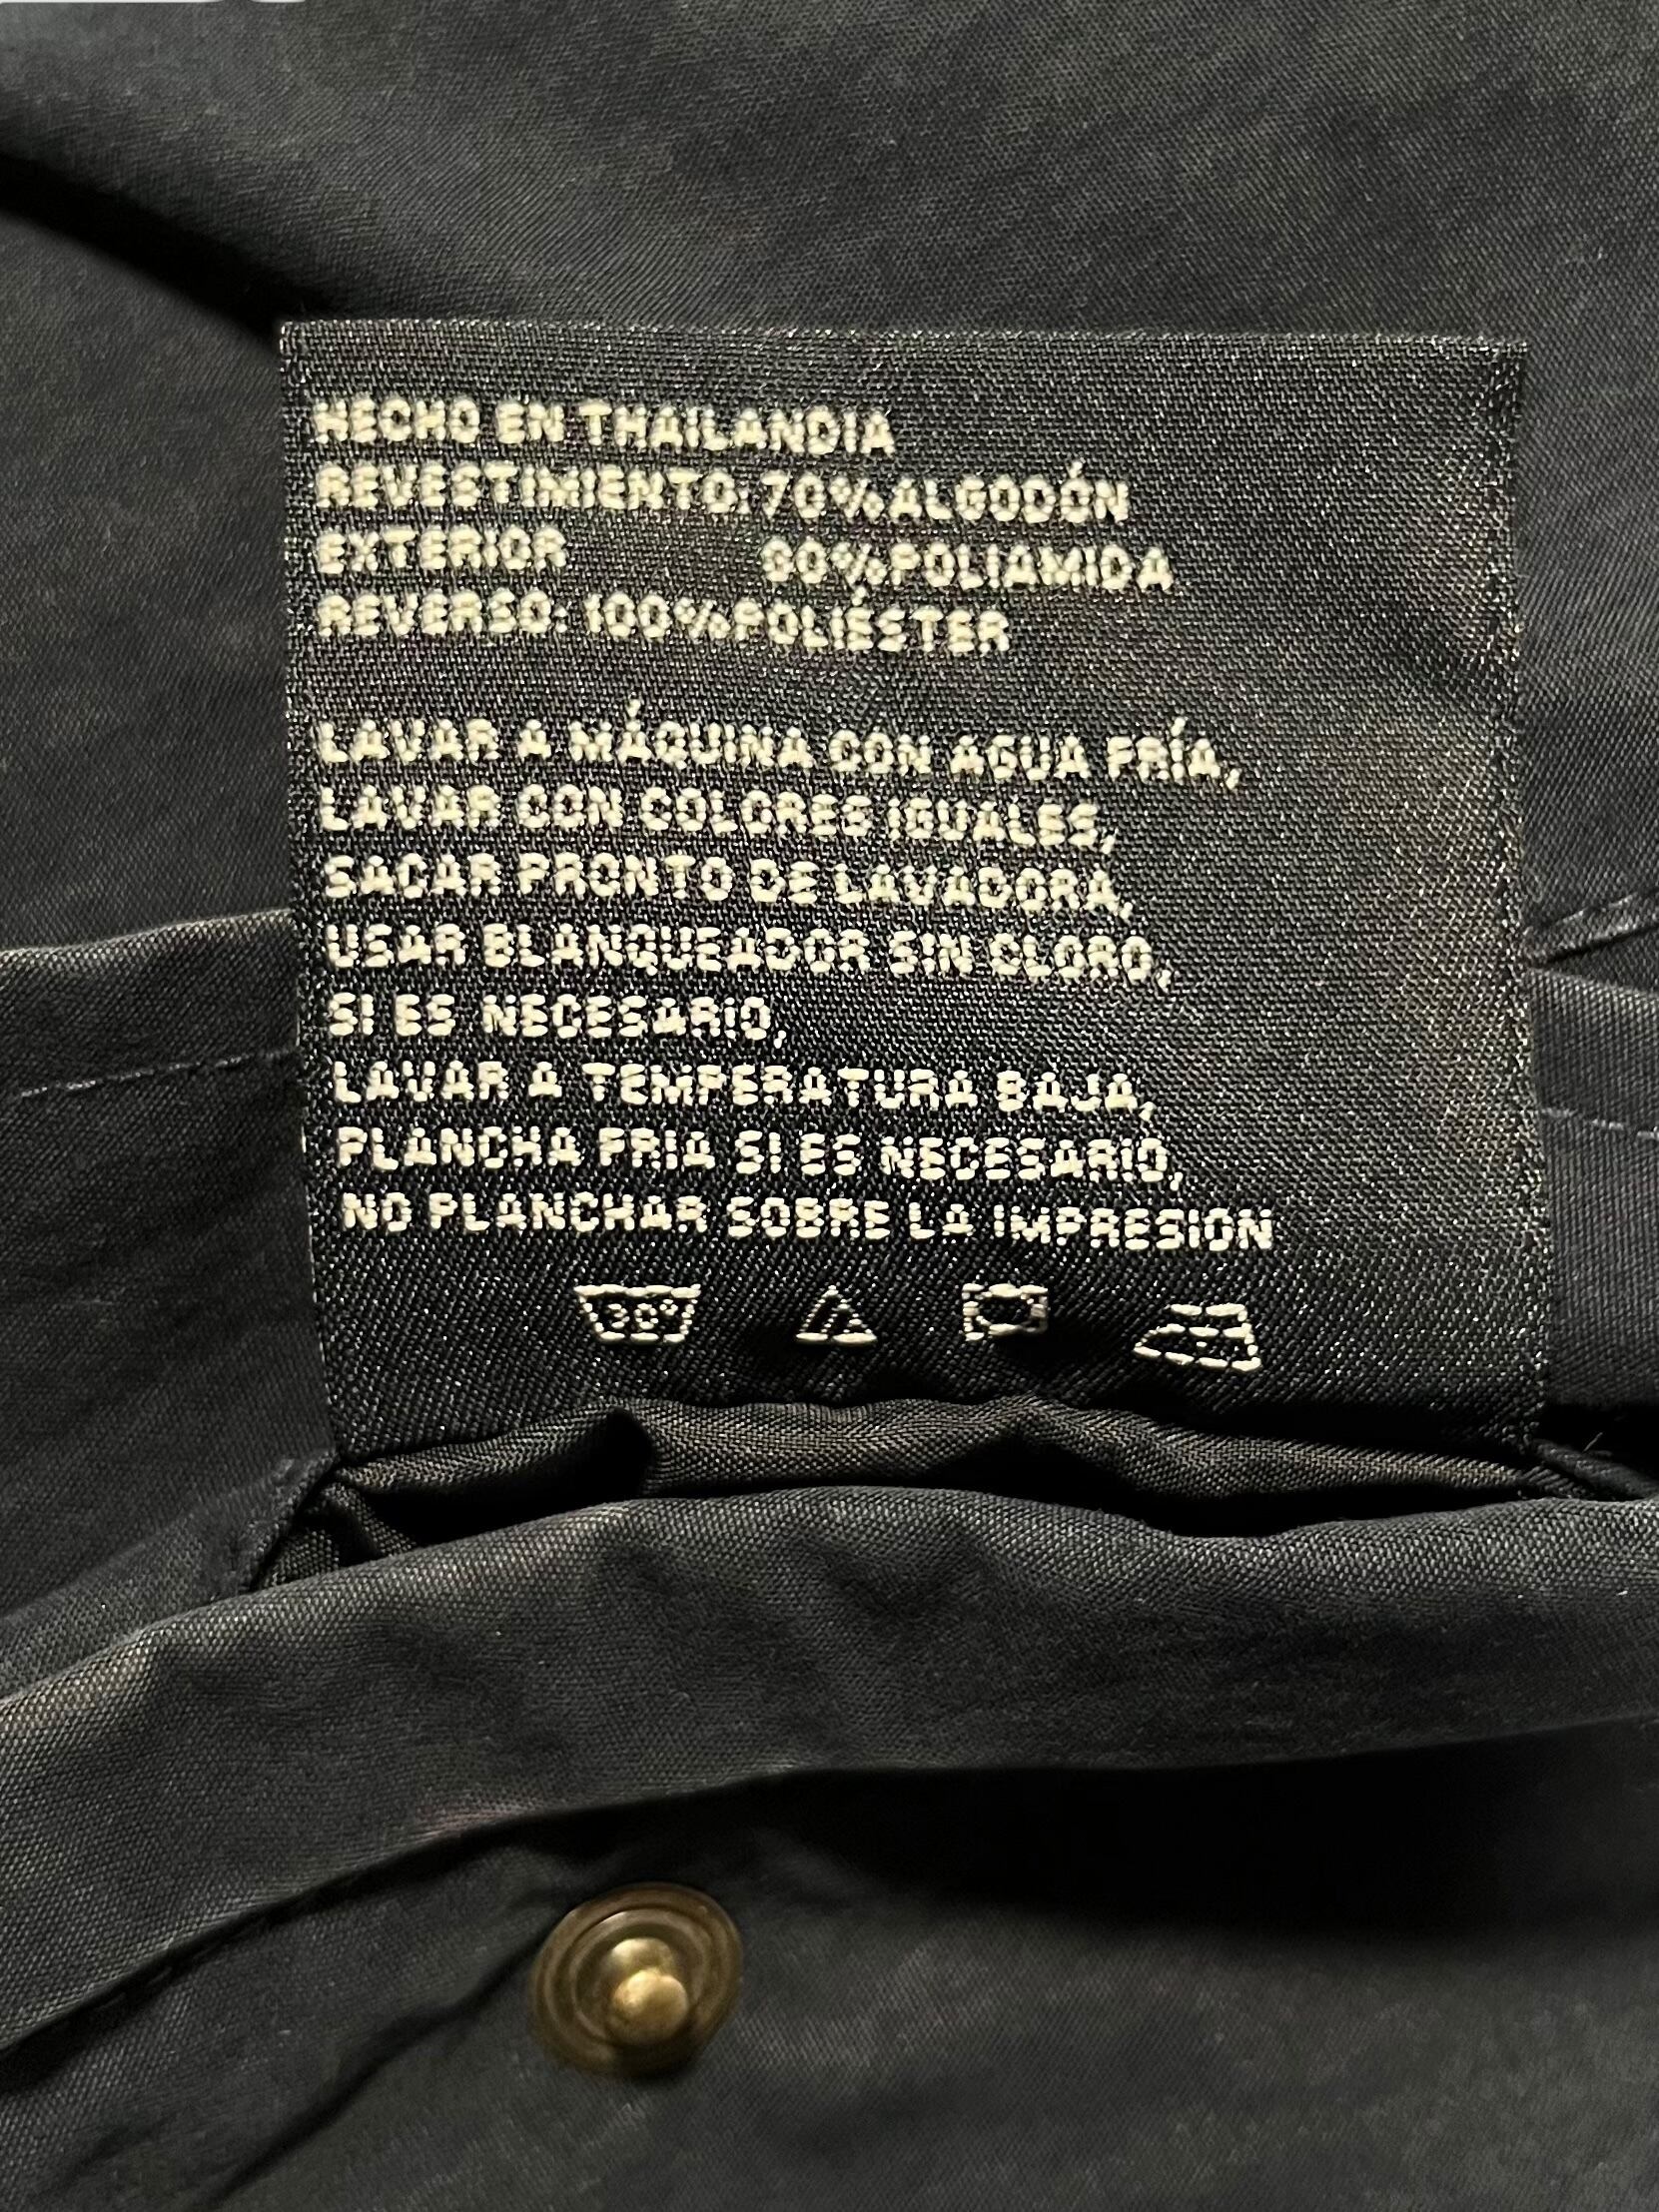 HECHO EN THAILANDIA
REVESTIMIENTO: 70%ALGODÓN
EXTERIOR 30%POLIAMIDA
REVERSO: 100%POLIÉSTER
LAVAR A MÁQUINA CON AGUA FRÍA,
LAVAR CON COLORES IGUALES,
SACAR PRONTO DE LAVADORA,
USAR BLANQUEADOR SIN CLORO,
SI ES NECESARIO,
LAVAR A TEMPERATURA BAJA,
PLANCHA FRIA SI ES NECESARIO,
NO PLANCHAR SOBRE LA IMPRESION
30°